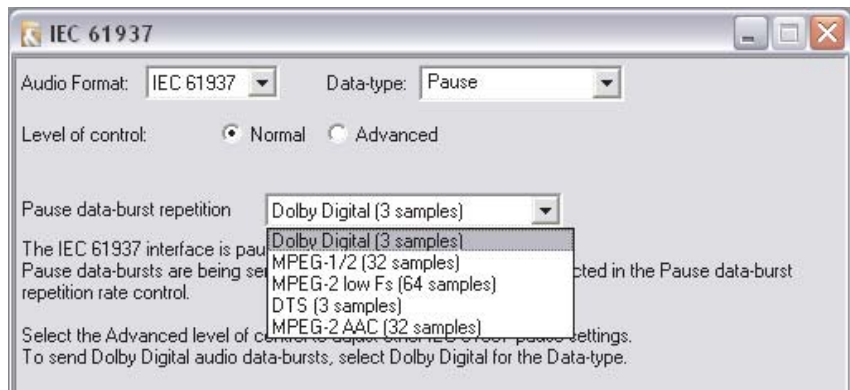 IEC 61937
Audio Format: IEC 61937 Data-type: Pause
Level of control: Normal Advanced
Pause data-burst repetition Dolby Digital (3 samples)
Dolby Digital (3 samples)
The IEC 61937 interface is pau
MPEG-1/2 (32 samples)
Pause data-bursts are being se cted in the Pause data-burst
MPEG-2 low Fs (64 samples)
repetition rate control.
DTS (3 samples)
MPEG-2 AAC (32 samples)
Select the Advanced level of settings.
To send Dolby Digital audio data-bursts, select Dolby Digital for the Data-type.